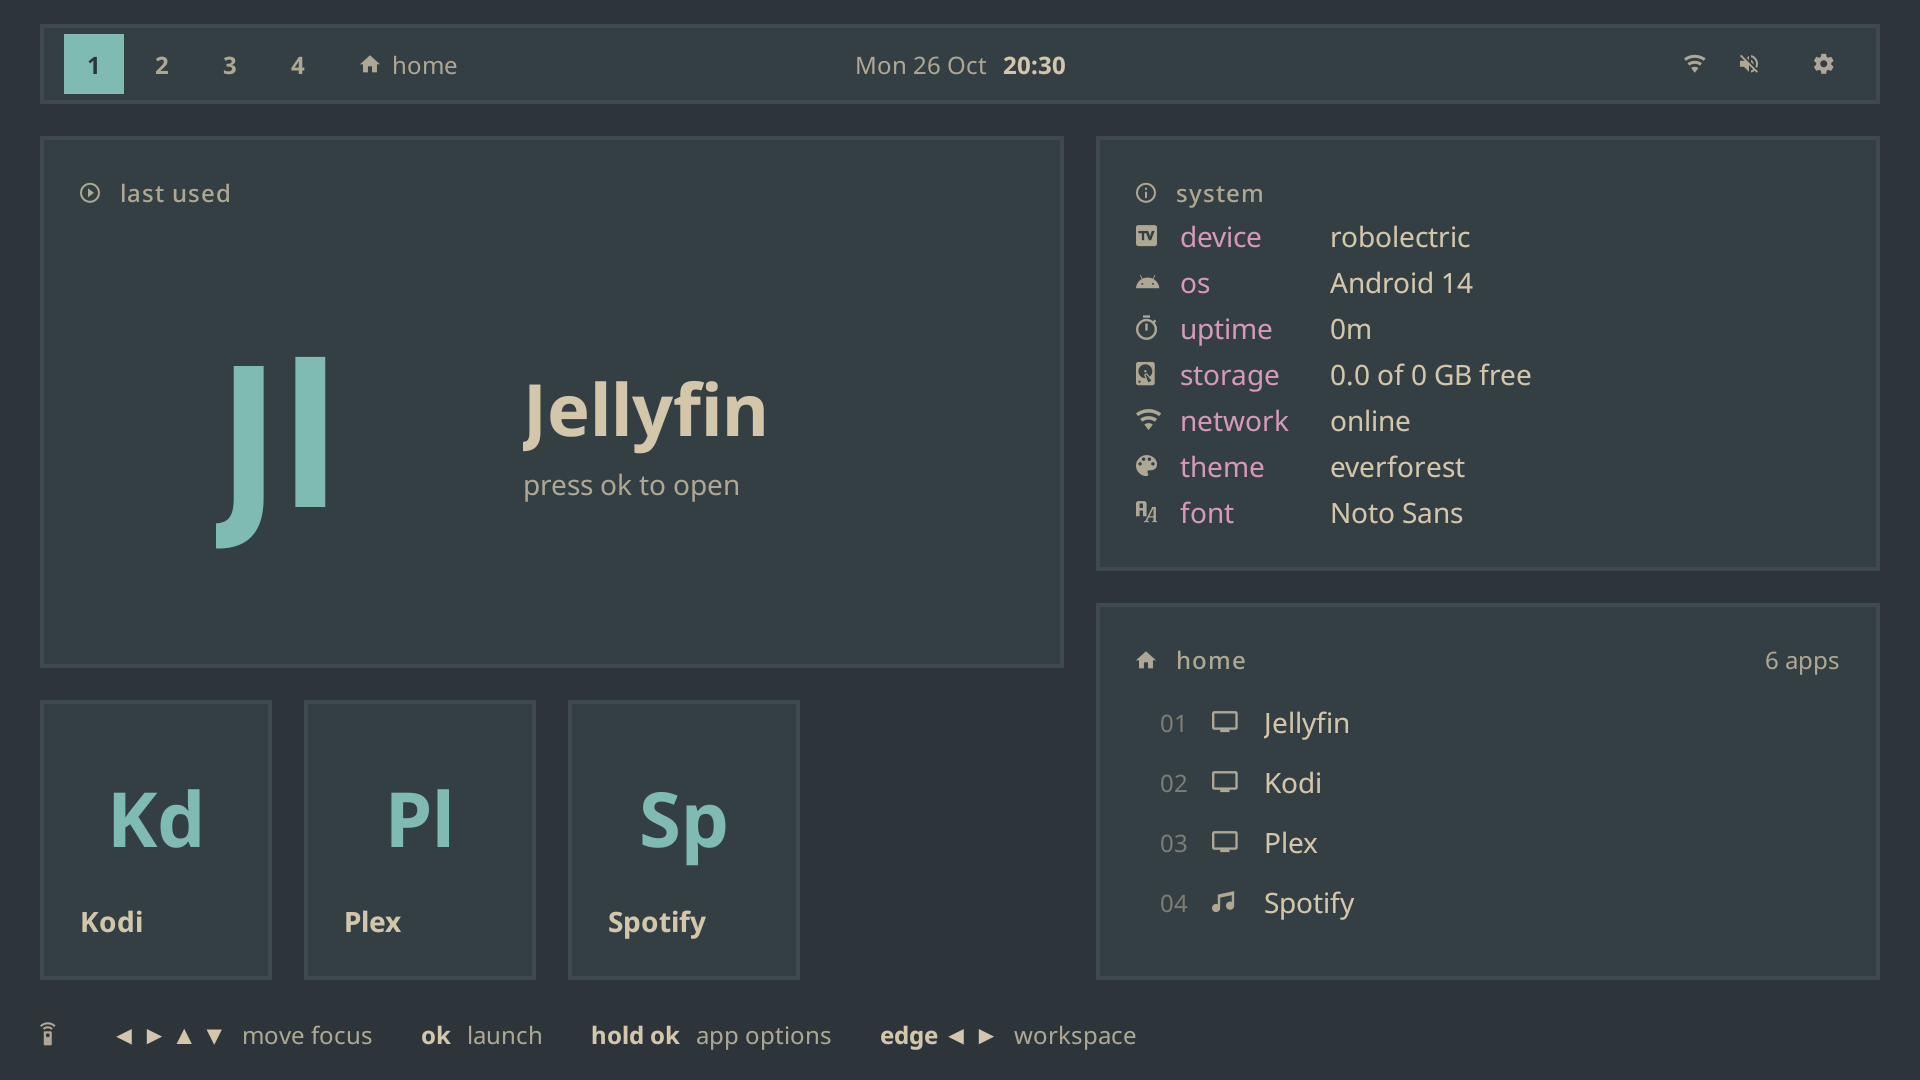 1 2 3 4 home Mon 26 Oct 20:30
last used
Jl
Jellyfin
press ok to open
Kd
Kodi
Pl
Plex
Sp
Spotify
system
device robolectric
os Android 14
uptime 0m
storage 0.0 of 0 GB free
network online
theme everforest
font Noto Sans
home 6 apps
01 Jellyfin
02 Kodi
03 Plex
04 Spotify
◀ ▶ ▲ ▼ move focus ok launch hold ok app options edge ◀ ▶ workspace